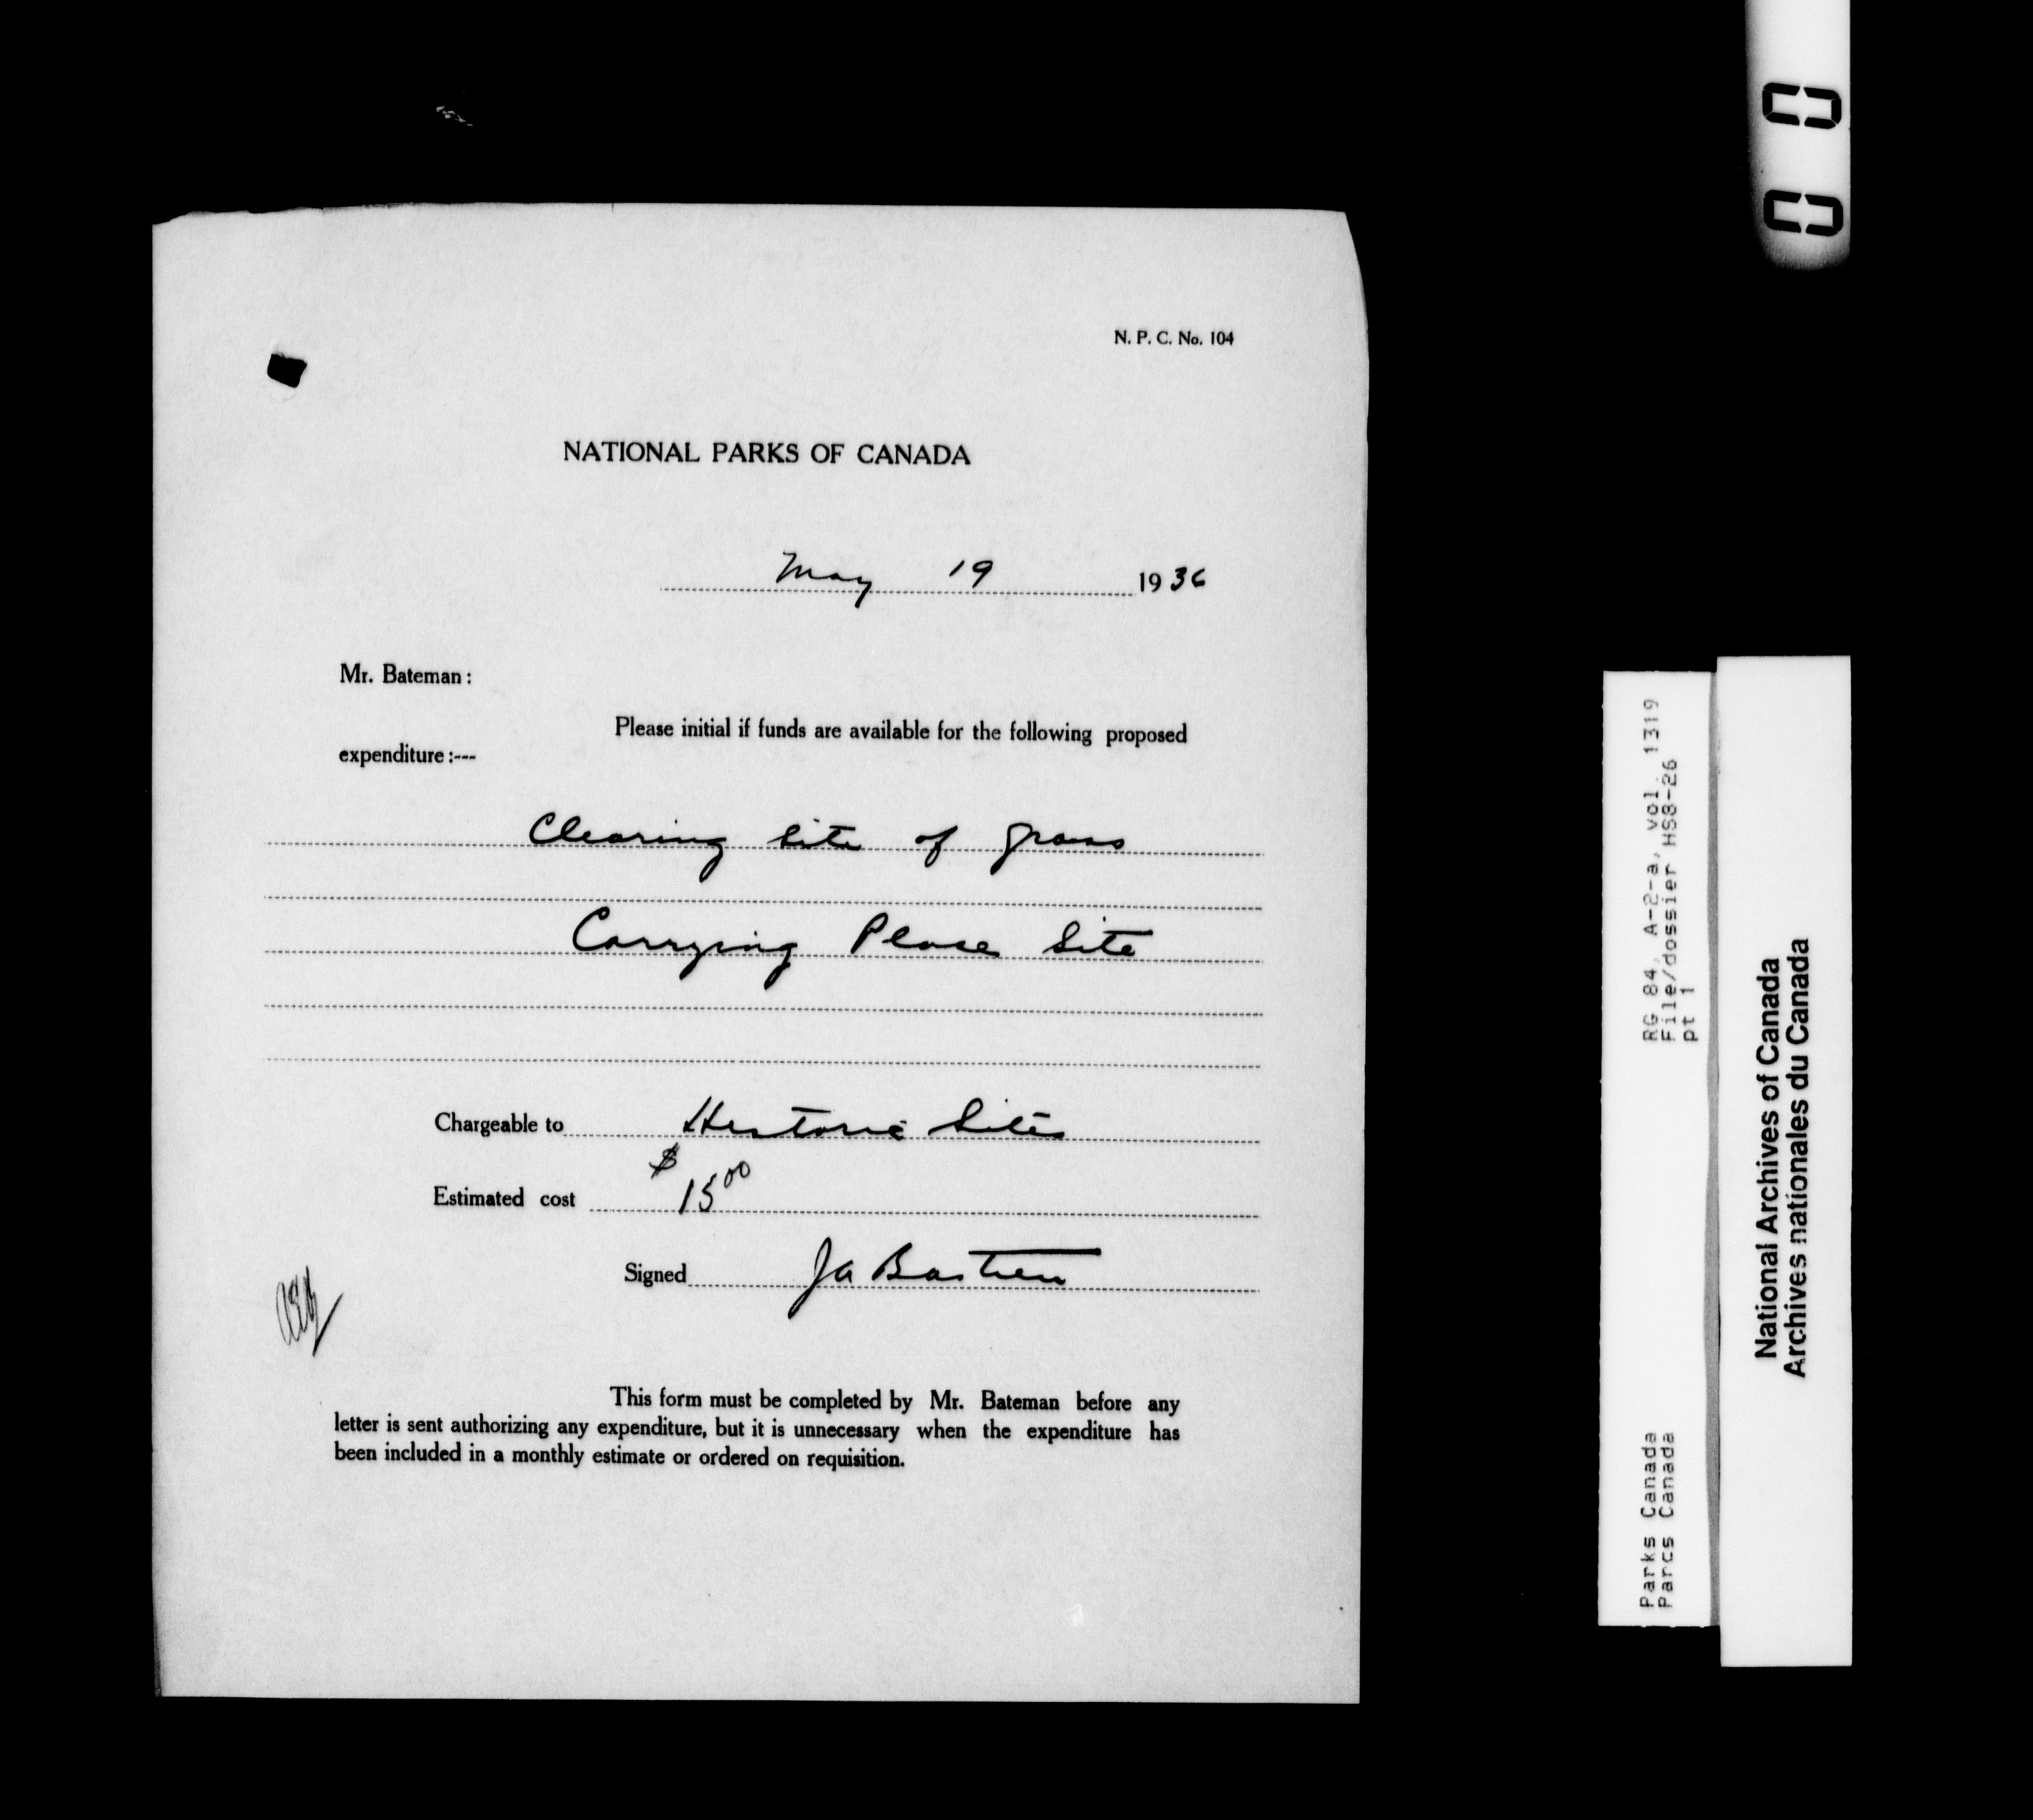 N. P. C. No. 104
NATIONAL PARKS OF CANADA
May 19 1936
Mr. Bateman :
Please initial if funds are available for the following proposed
expenditure :---
Clearing site of grass
Carrying Place Site
Chargeable to Historic Sites
Estimated cost $ 15 00
Signed JA Bastien
This form must be completed by Mr. Bateman before any
letter is sent authorizing any expenditure, but it is unnecessary when the expenditure has
been included in a monthly estimate or ordered on requisition.
00
RG 84, A-2-a, vol. 1319
File/dossier HS8-26
pt 1
Parks Canada
Parcs Canada
National Archives of Canada
Archives nationales du Canada